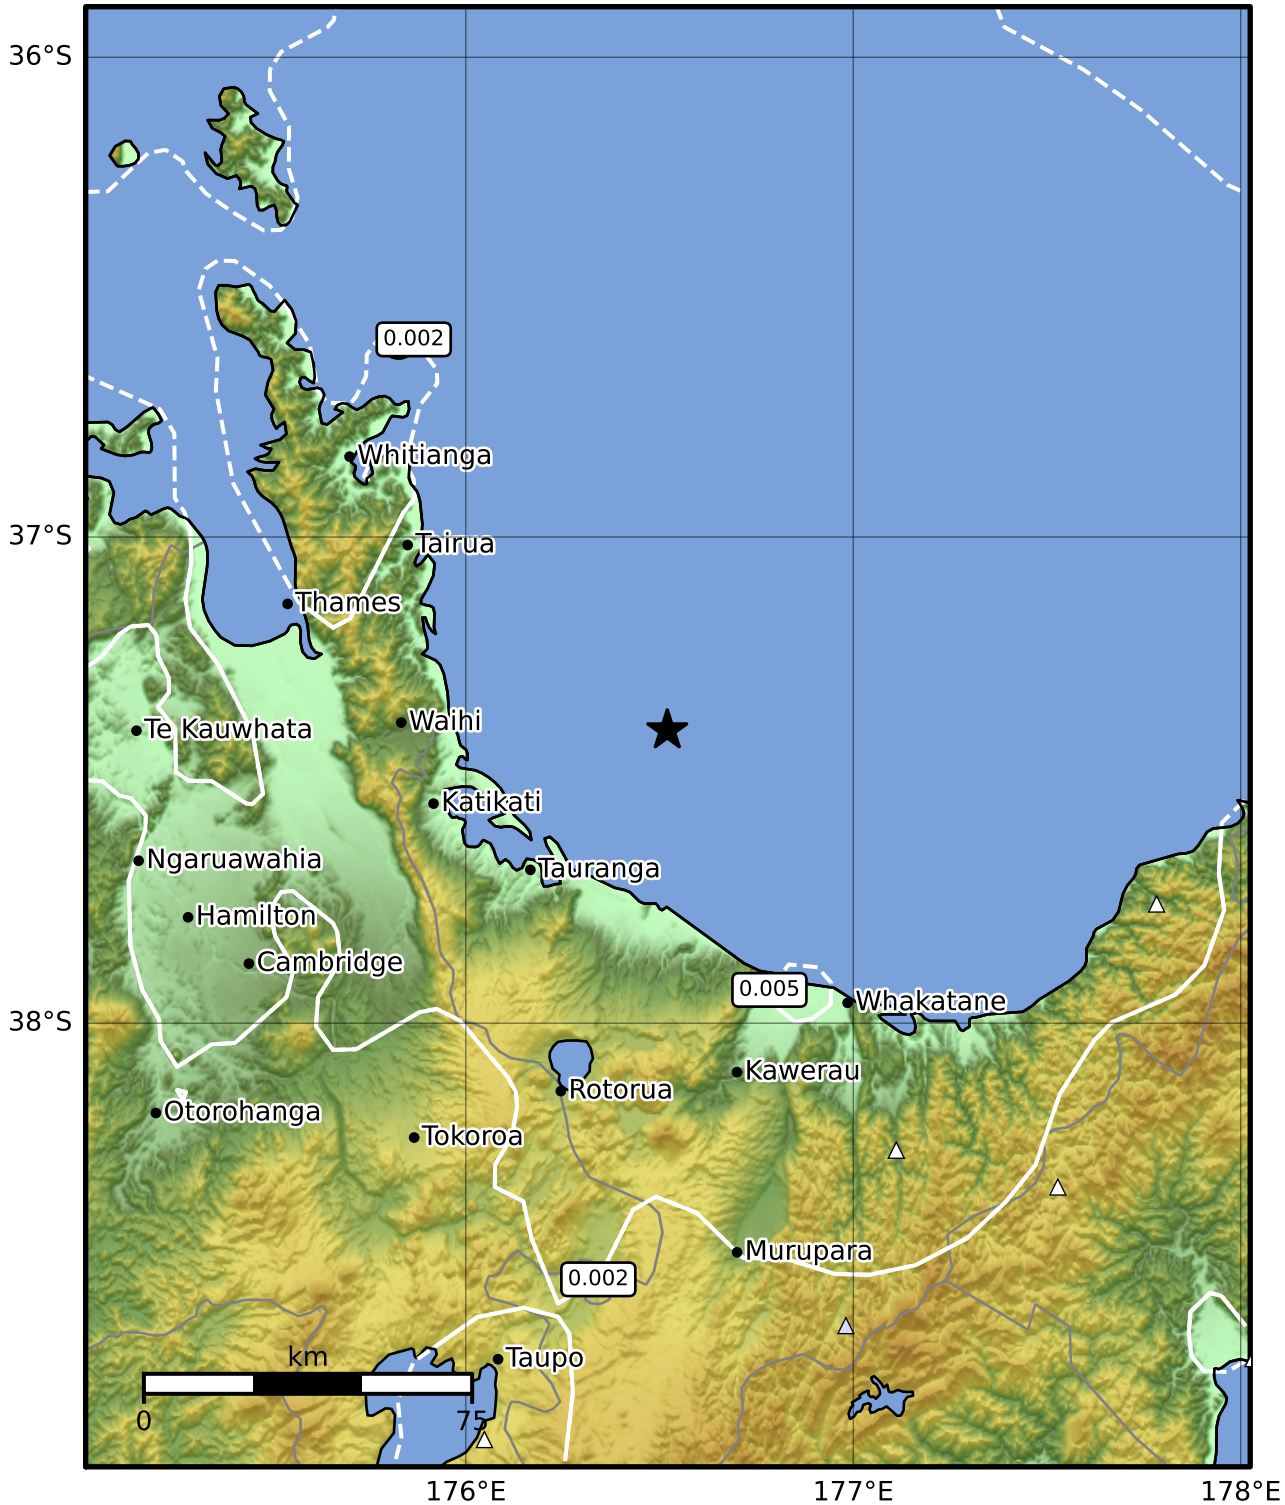 36°S
0.002
Whitianga
37°S
Tairua
Thames
Waihi
Te Kauwhata
Katikati
Ngaruawahia
Tauranga
Hamilton
Cambridge
0.005
Whakatane
38°S
Kawerau
Rotorua
Otorohanga
Tokoroa
Murupara
0.002
km
Taupo
0 75
176°E 177°E 178°E